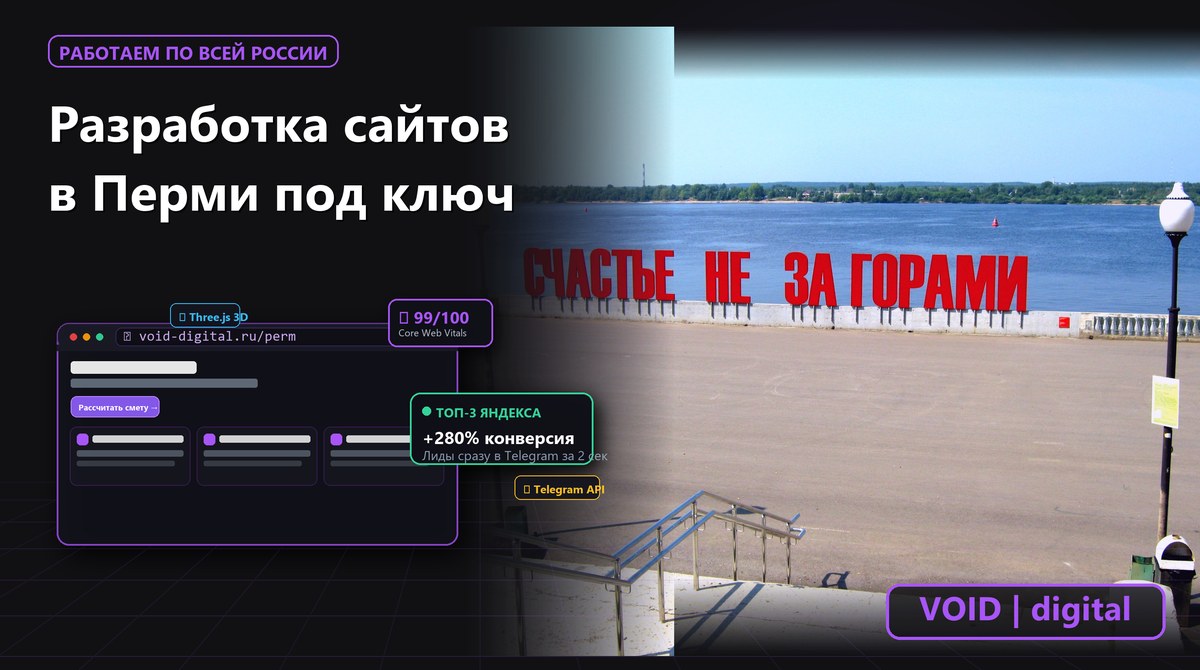 РАБОТАЕМ ПО ВСЕЙ РОССИИ
Разработка сайтов
в Перми под ключ
СЧАСТЬЕ НЕ ЗА ГОРАМИ
Three.js 3D
99/100
Core Web Vitals
void-digital.ru/perm
Рассчитать смету →
ТОП-3 ЯНДЕКСА
+280% конверсия
Лиды сразу в Telegram за 2 сек
Telegram API
VOID | digital